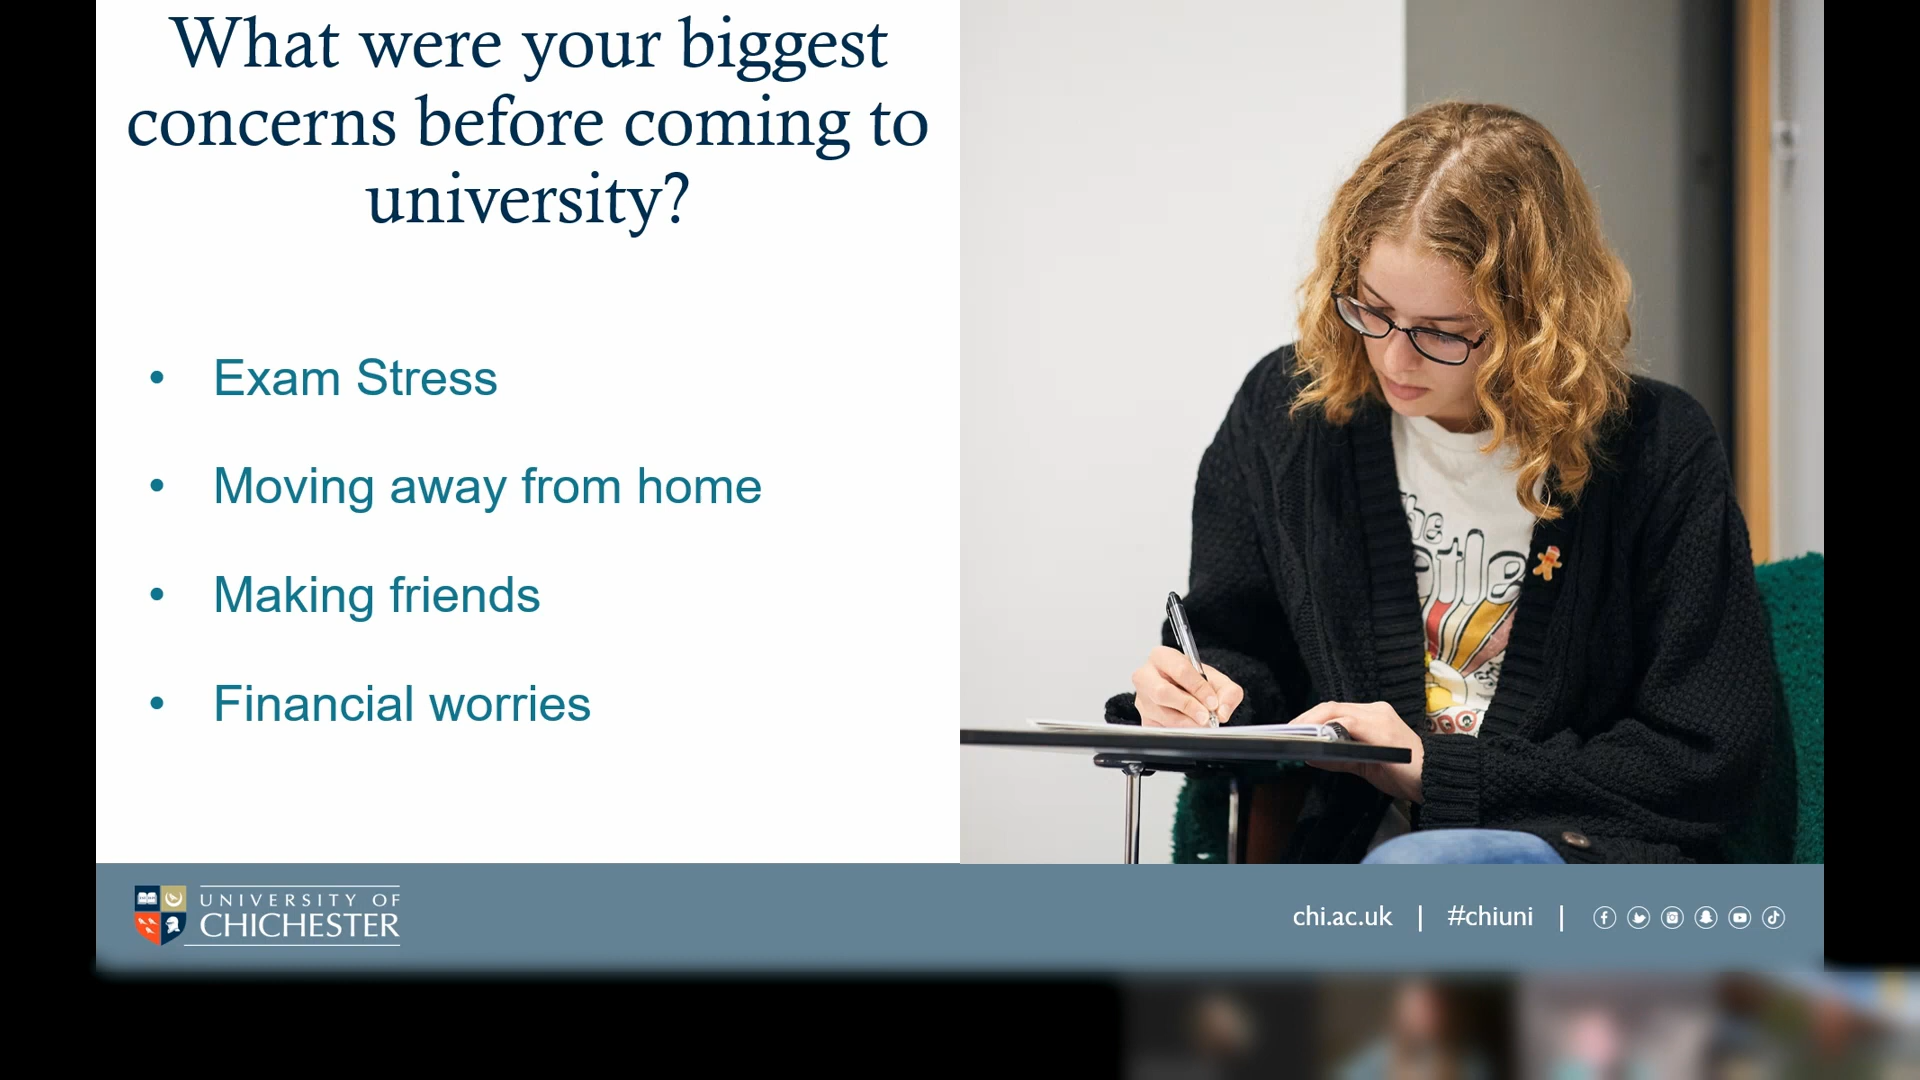 What were your biggest
concerns before coming to
university?
• Exam Stress
• Moving away from home
• Making friends
• Financial worries
UNIVERSITY OF
CHICHESTER
chi.ac.uk | #chiuni |